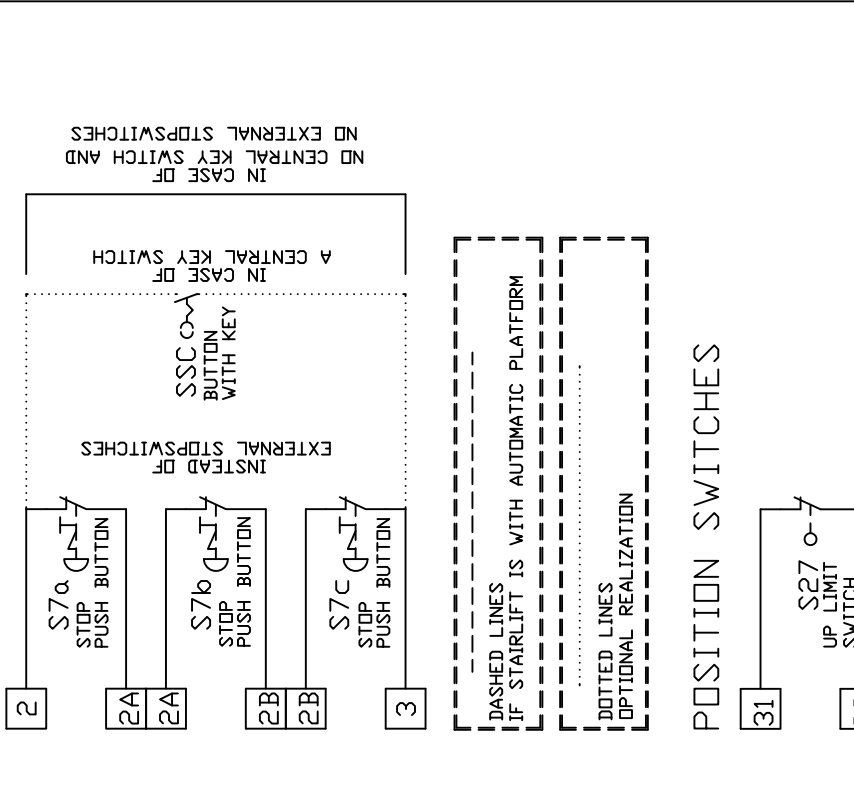 IN CASE OF
NO CENTRAL KEY SWITCH AND
NO EXTERNAL STOPSWITCHES
IN CASE OF
A CENTRAL KEY SWITCH
SSC
BUTTON
WITH KEY
INSTEAD OF
EXTERNAL STOPSWITCHES
S7a
STOP
PUSH BUTTON
S7b
STOP
PUSH BUTTON
S7c
STOP
PUSH BUTTON
2
2A
2A
2B
2B
3
DASHED LINES
IF STAIRLIFT IS WITH AUTOMATIC PLATFORM
DOTTED LINES
OPTIONAL REALIZATION
POSITION SWITCHES
S27
UP LIMIT
SWITCH
31